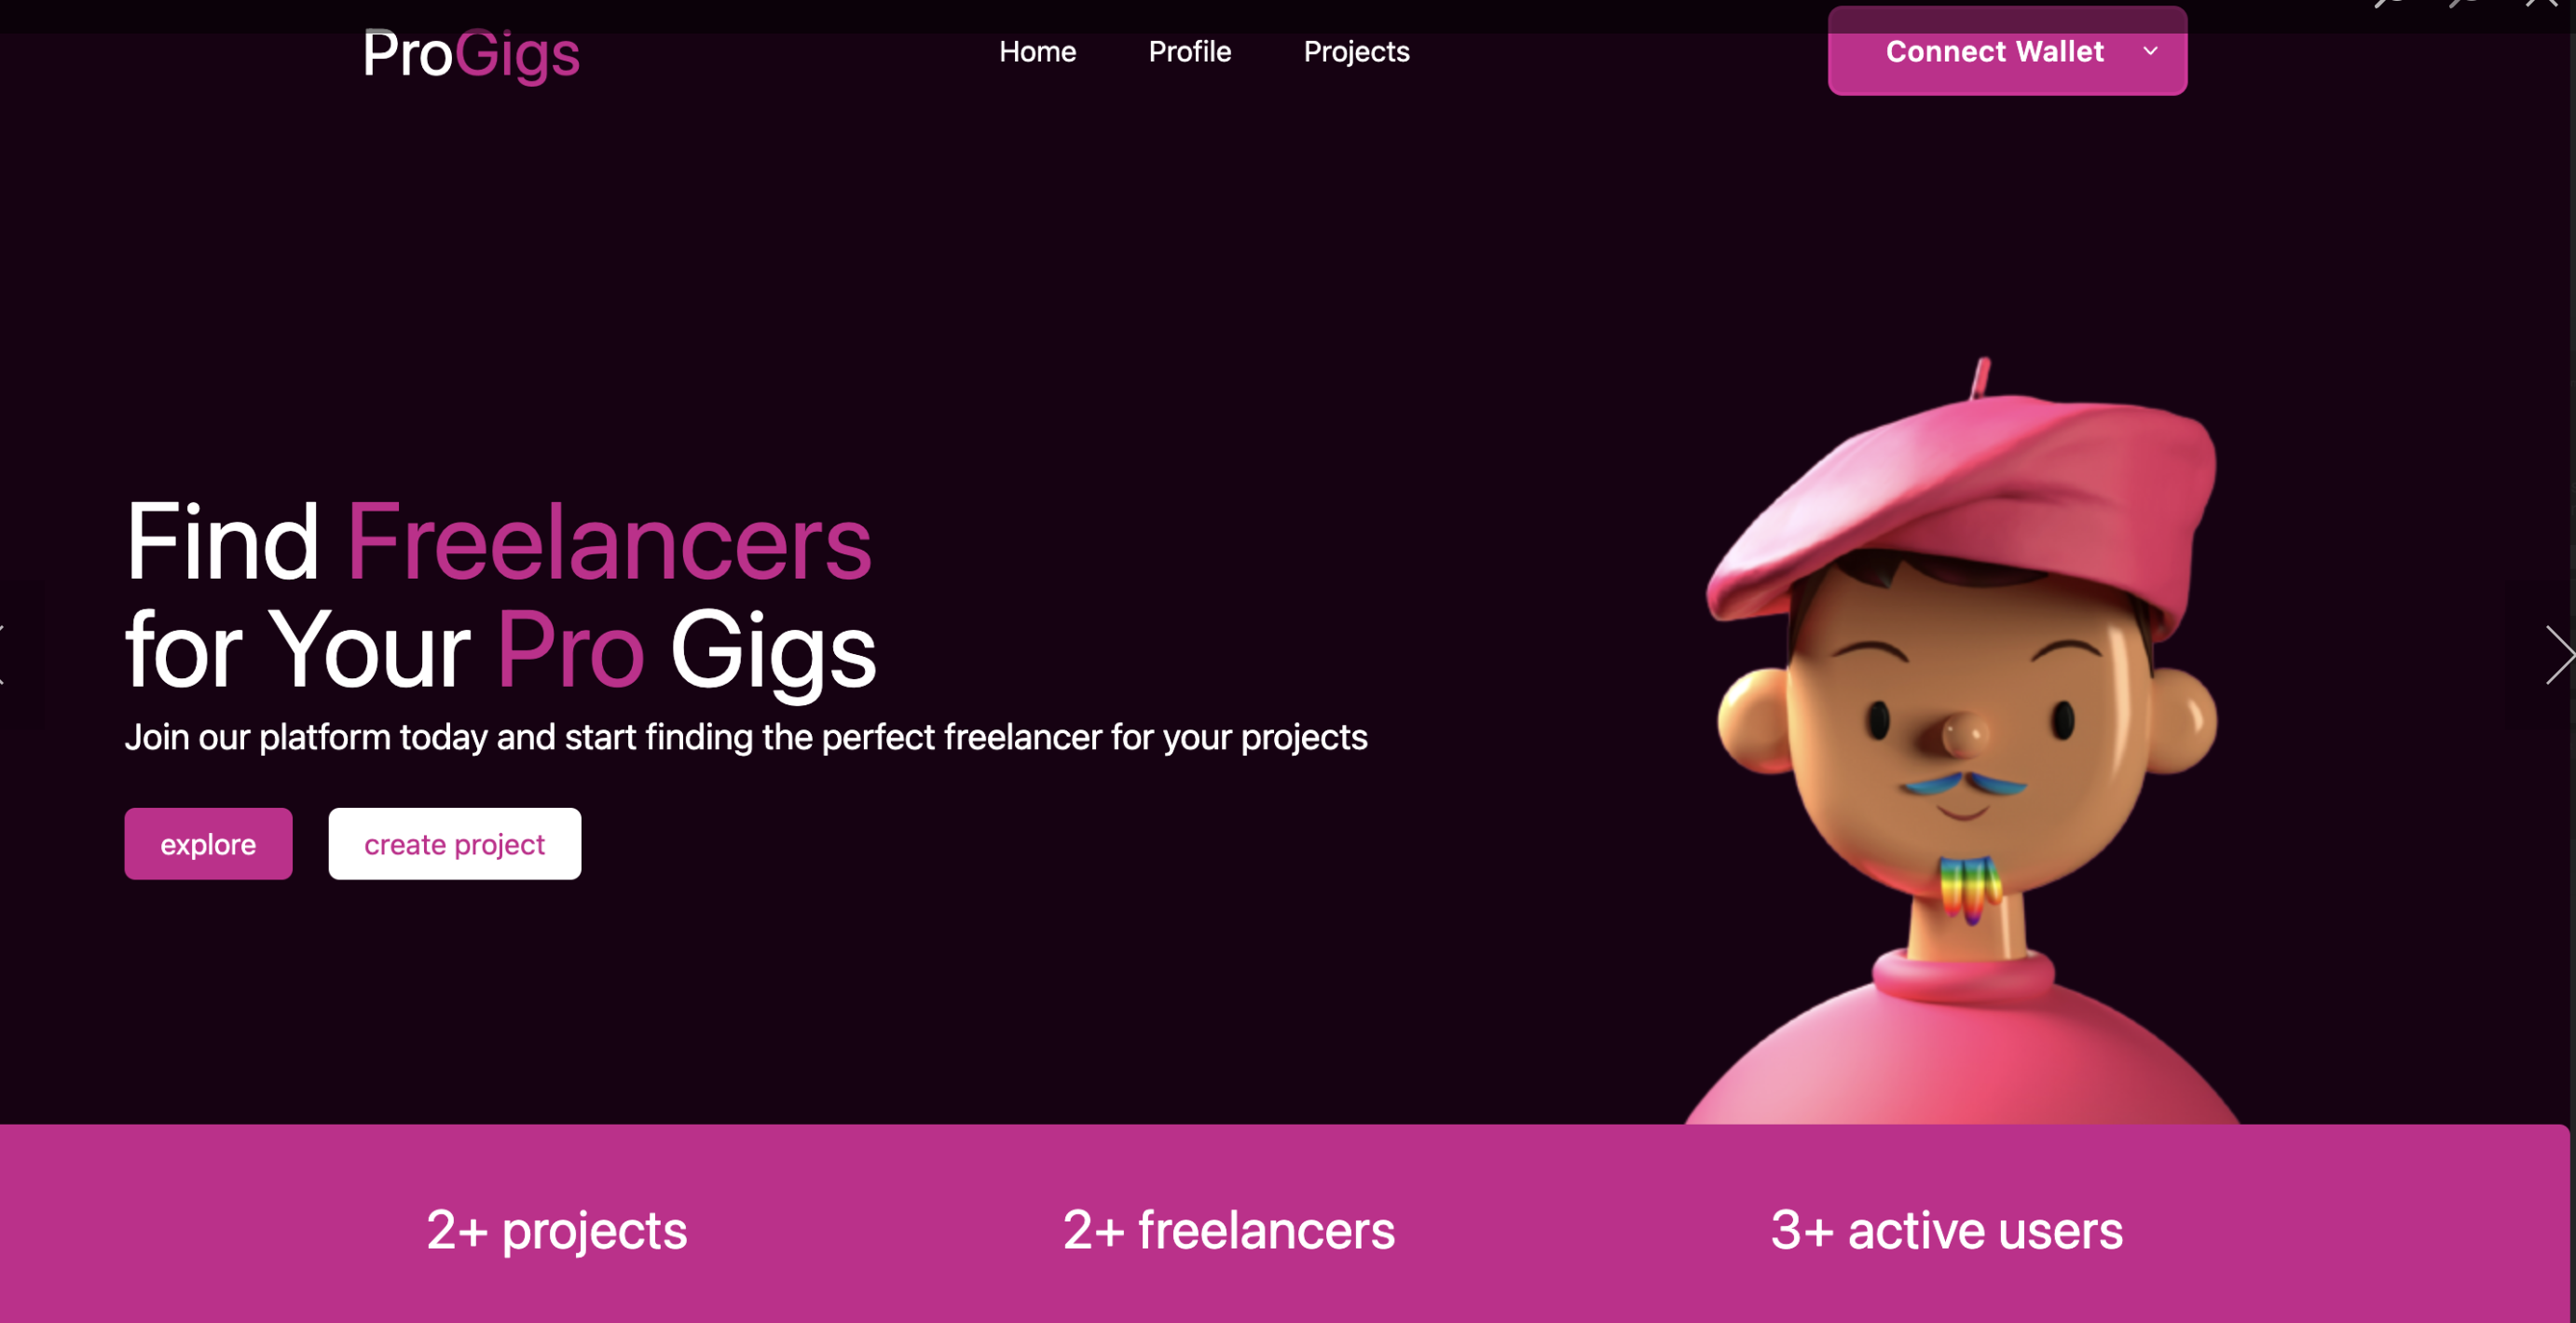 ProGigs
Home
Profile
Projects
Connect Wallet
Find Freelancers
for Your Pro Gigs
Join our platform today and start finding the perfect freelancer for your projects
explore
create project
2+ projects
2+ freelancers
3+ active users